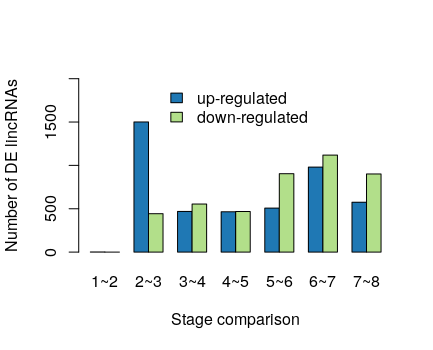 Number of DE lincRNAs
1500
500
0
up-regulated
down-regulated
1~2 2~3 3~4 4~5 5~6 6~7 7~8
Stage comparison